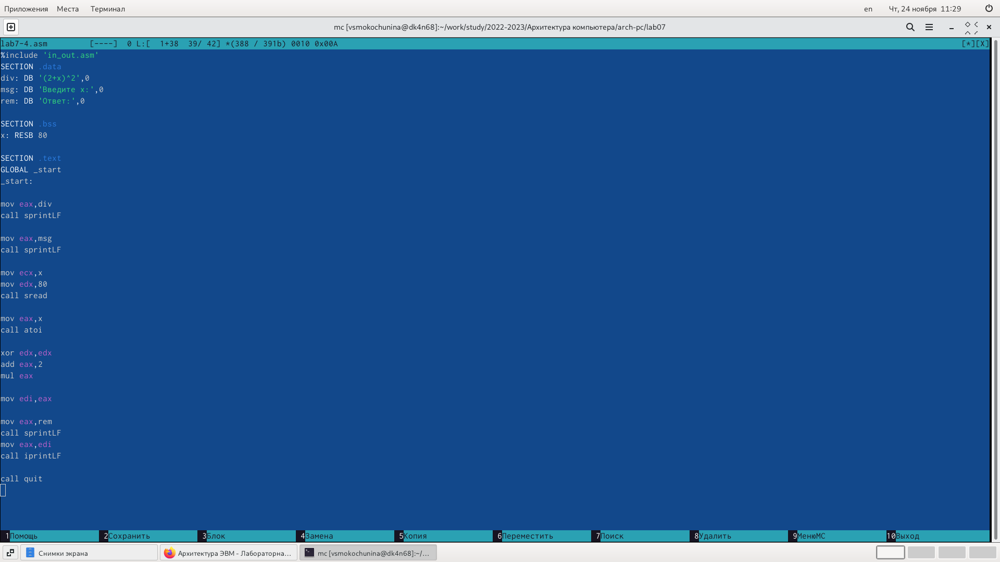 Приложения Места Терминал en Чт, 24 ноября 11:29
mc [vsmokochunina@dk4n68]:~/work/study/2022-2023/Архитектура компьютера/arch-pc/lab07
lab7-4.asm [----] 0 L:[ 1+38 39/ 42] *(388 / 391b) 0010 0x00A [*][X]
%include 'in_out.asm'
SECTION .data
div: DB '(2+x)^2',0
msg: DB 'Введите x:',0
rem: DB 'Ответ:',0
SECTION .bss
x: RESB 80
SECTION .text
GLOBAL _start
_start:
mov eax,div
call sprintLF
mov eax,msg
call sprintLF
mov ecx,x
mov edx,80
call sread
mov eax,x
call atoi
xor edx,edx
add eax,2
mul eax
mov edi,eax
mov eax,rem
call sprintLF
mov eax,edi
call iprintLF
call quit
1Помощь 2Сохранить 3Блок 4Замена 5Копия 6Переместить 7Поиск 8Удалить 9МенюМС 10Выход
Снимки экрана Архитектура ЭВМ - Лабораторна... mc [vsmokochunina@dk4n68]:~/...